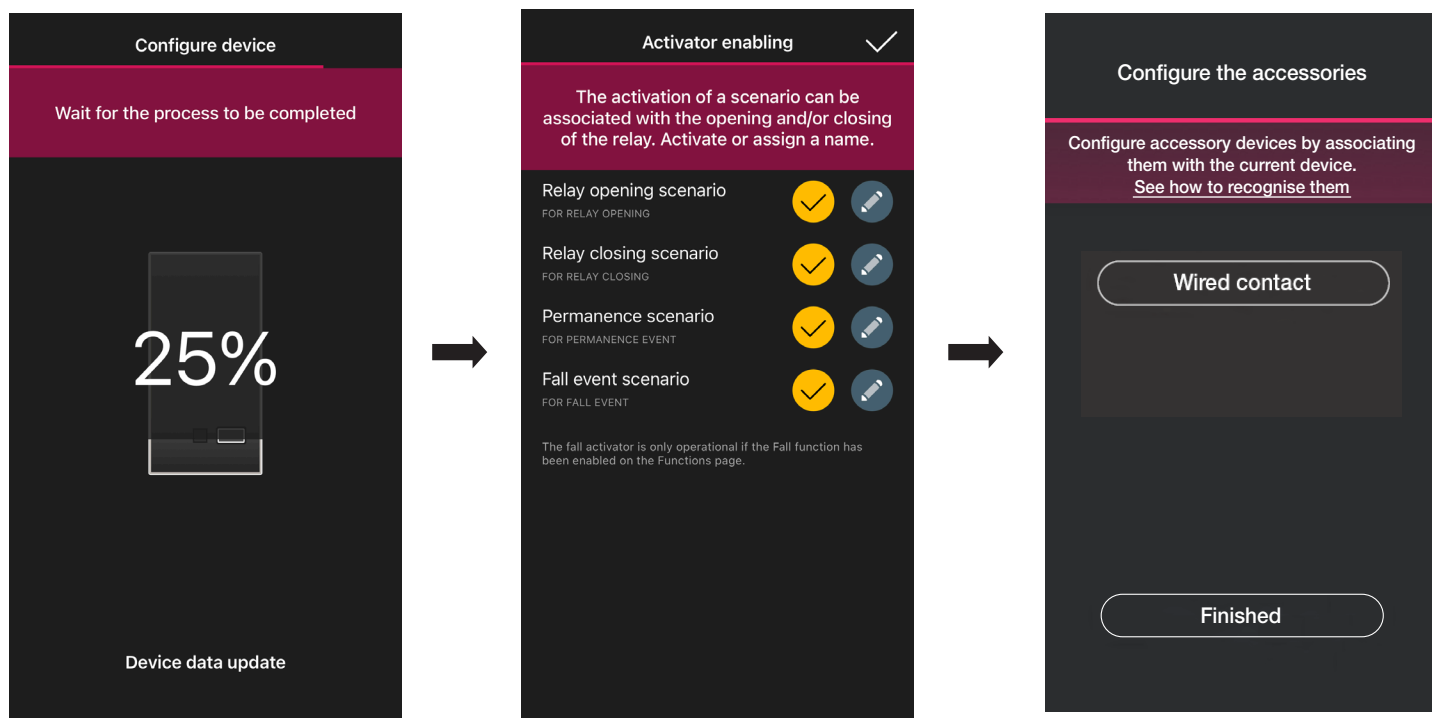 Configure device
Wait for the process to be completed
25%
Device data update
Activator enabling
The activation of a scenario can be
associated with the opening and/or closing
of the relay. Activate or assign a name.
Relay opening scenario
FOR RELAY OPENING
Relay closing scenario
FOR RELAY CLOSING
Permanence scenario
FOR PERMANENCE EVENT
Fall event scenario
FOR FALL EVENT
The fall activator is only operational if the Fall function has
been enabled on the Functions page.
Configure the accessories
Configure accessory devices by associating
them with the current device.
See how to recognise them
Wired contact
Finished